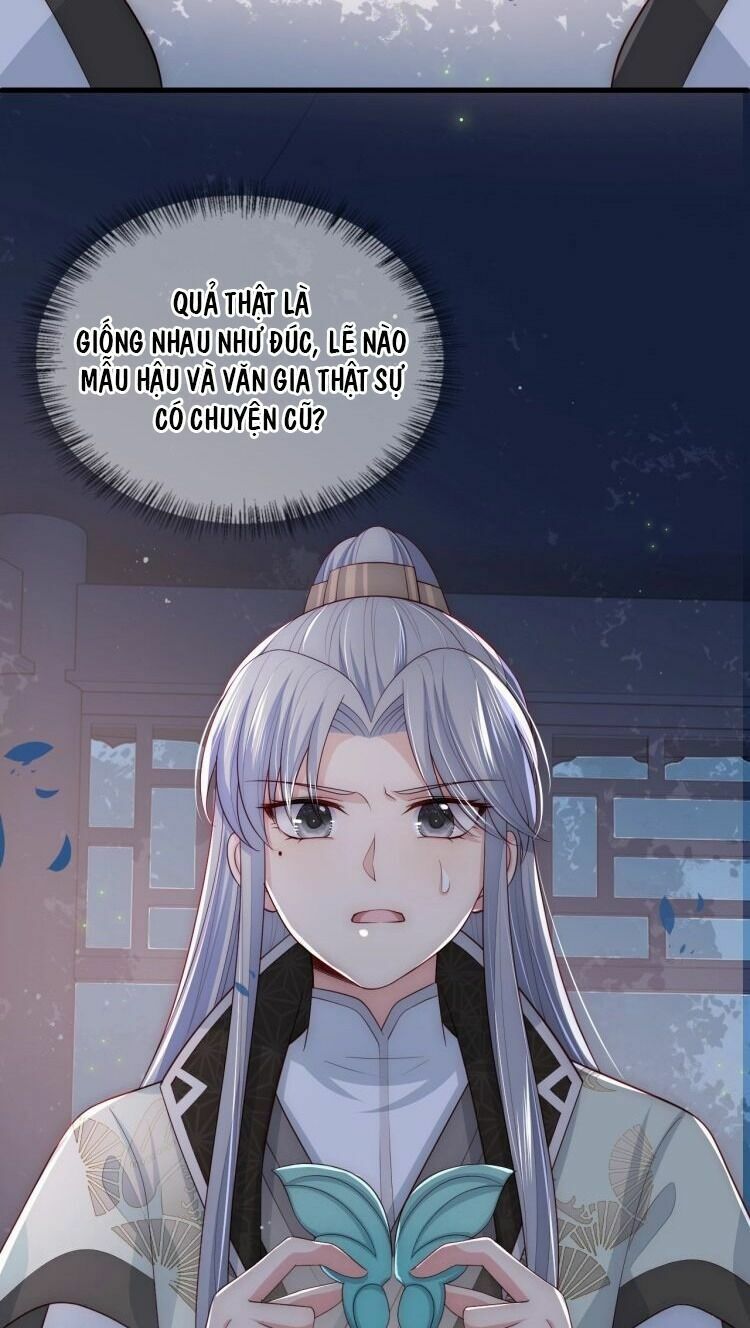 QUẢ THẬT LÀ
GIỐNG NHAU NHƯ ĐÚC, LẼ NÀO
MẪU HẬU VÀ VĂN GIA THẬT SỰ
CÓ CHUYỆN CŨ?